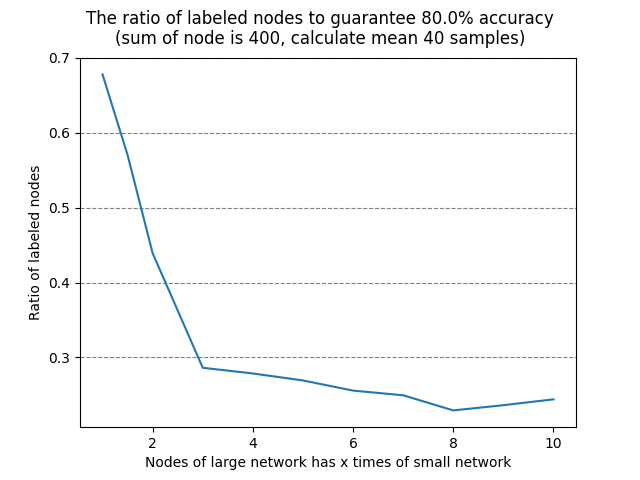 The ratio of labeled nodes to guarantee 80.0% accuracy
(sum of node is 400, calculate mean 40 samples)
0.7
0.6
0.5
0.4
0.3
Ratio of labeled nodes
2
4
6
8
10
Nodes of large network has x times of small network